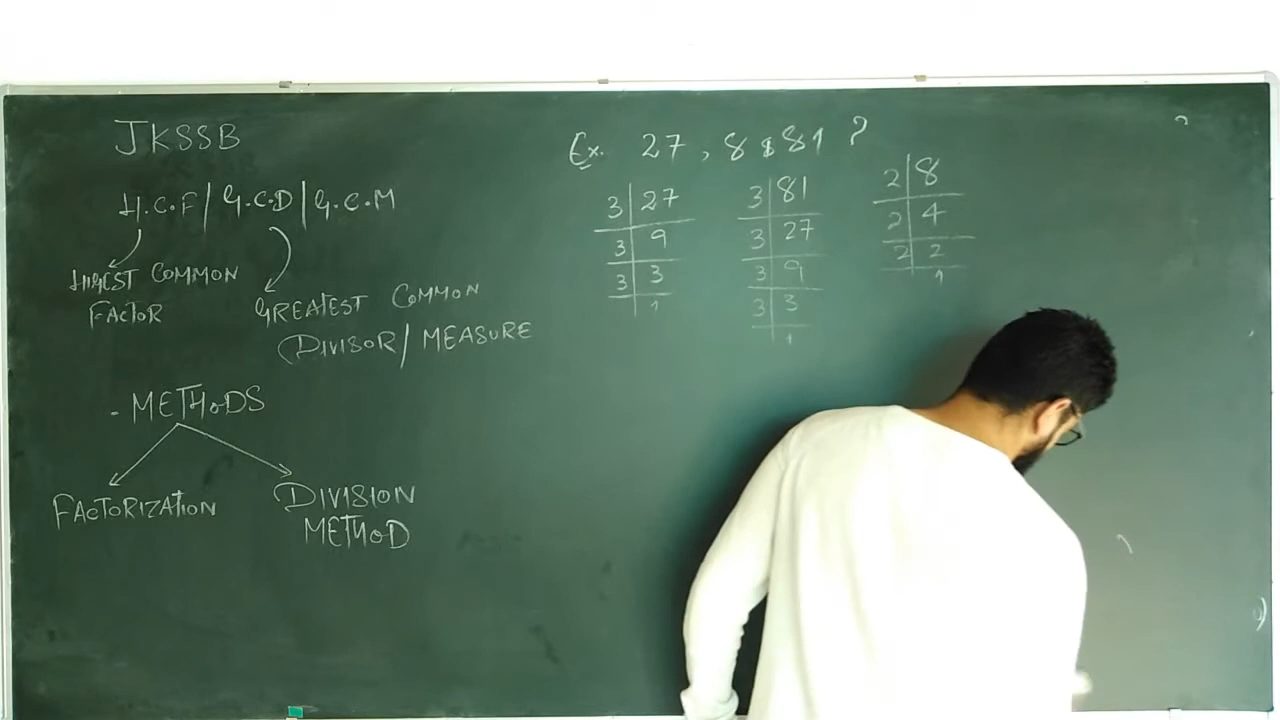 JKSSB
H.C.F / G.C.D / G.C.M
HIGEST COMMON
FACTOR
GREATEST COMMON
DIVISOR / MEASURE
- METHODS
FACTORIZATION
DIVISION
METHOD
Ex. 27, 8 & 81 ?
3 | 27
3 | 9
3 | 3
1
3 | 81
3 | 27
3 | 9
3 | 3
1
2 | 8
2 | 4
2 | 2
1